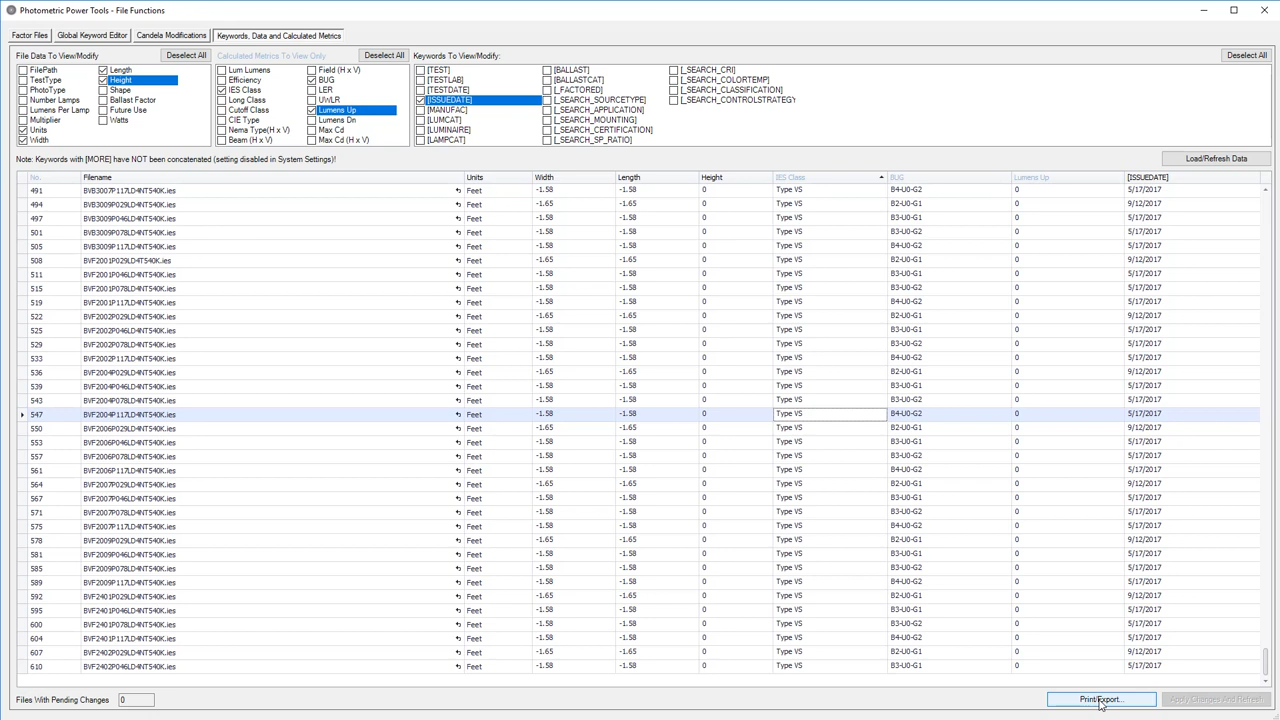 Photometric Power Tools - File Functions
Factor Files Global Keyword Editor Candela Modifications Keywords, Data and Calculated Metrics
File Data To View/Modify Deselect All Calculated Metrics To View Only Deselect All Keywords To View/Modify: Deselect All
FilePath Length Lum Lumens Field (H x V) [TEST] [BALLAST] [_SEARCH_CRI]
TestType Height Efficiency BUG [TESTLAB] [BALLASTCAT] [_SEARCH_COLORTEMP]
PhotoType Shape IES Class LER [TESTDATE] [_FACTORED] [_SEARCH_CLASSIFICATION]
Number Lamps Ballast Factor Long Class UWLR [ISSUEDATE] [_SEARCH_SOURCETYPE] [_SEARCH_CONTROLSTRATEGY
Lumens Per Lamp Future Use Cutoff Class Lumens Up [MANUFAC] [_SEARCH_APPLICATION]
Multiplier Watts CIE Type Lumens Dn [LUMCAT] [_SEARCH_MOUNTING]
Units Nema Type(H x V) Max Cd [LUMINAIRE] [_SEARCH_CERTIFICATION]
Width Beam (H x V) Max Cd (H x V) [LAMPCAT] [_SEARCH_SP_RATIO]
Note: Keywords with [MORE] have NOT been concatenated (setting disabled in System Settings)! Load/Refresh Data
No. Filename Units Width Length Height IES Class BUG Lumens Up [ISSUEDATE]
491 BVB3007P117LD4NT540K.ies Feet -1.58 -1.58 0 Type VS B4-U0-G2 0 5/17/2017
494 BVB3009P029LD4NT540K.ies Feet -1.65 -1.65 0 Type VS B2-U0-G1 0 9/12/2017
497 BVB3009P046LD4NT540K.ies Feet -1.58 -1.58 0 Type VS B3-U0-G1 0 5/17/2017
501 BVB3009P078LD4NT540K.ies Feet -1.58 -1.58 0 Type VS B3-U0-G1 0 5/17/2017
505 BVB3009P117LD4NT540K.ies Feet -1.58 -1.58 0 Type VS B4-U0-G2 0 5/17/2017
508 BVF2001P029LD4T540K.ies Feet -1.65 -1.65 0 Type VS B2-U0-G1 0 9/12/2017
511 BVF2001P046LD4NT540K.ies Feet -1.58 -1.58 0 Type VS B3-U0-G1 0 5/17/2017
515 BVF2001P078LD4NT540K.ies Feet -1.58 -1.58 0 Type VS B3-U0-G1 0 5/17/2017
519 BVF2001P117LD4NT540K.ies Feet -1.58 -1.58 0 Type VS B4-U0-G2 0 5/17/2017
522 BVF2002P029LD4NT540K.ies Feet -1.65 -1.65 0 Type VS B2-U0-G1 0 9/12/2017
525 BVF2002P046LD4NT540K.ies Feet -1.58 -1.58 0 Type VS B3-U0-G1 0 5/17/2017
529 BVF2002P078LD4NT540K.ies Feet -1.58 -1.58 0 Type VS B3-U0-G1 0 5/17/2017
533 BVF2002P117LD4NT540K.ies Feet -1.58 -1.58 0 Type VS B4-U0-G2 0 5/17/2017
536 BVF2004P029LD4NT540K.ies Feet -1.65 -1.65 0 Type VS B2-U0-G1 0 9/12/2017
539 BVF2004P046LD4NT540K.ies Feet -1.58 -1.58 0 Type VS B3-U0-G1 0 5/17/2017
543 BVF2004P078LD4NT540K.ies Feet -1.58 -1.58 0 Type VS B3-U0-G1 0 5/17/2017
547 BVF2004P117LD4NT540K.ies Feet -1.58 -1.58 0 Type VS B4-U0-G2 0 5/17/2017
550 BVF2006P029LD4NT540K.ies Feet -1.65 -1.65 0 Type VS B2-U0-G1 0 9/12/2017
553 BVF2006P046LD4NT540K.ies Feet -1.58 -1.58 0 Type VS B3-U0-G1 0 5/17/2017
557 BVF2006P078LD4NT540K.ies Feet -1.58 -1.58 0 Type VS B3-U0-G1 0 5/17/2017
561 BVF2006P117LD4NT540K.ies Feet -1.58 -1.58 0 Type VS B4-U0-G2 0 5/17/2017
564 BVF2007P029LD4NT540K.ies Feet -1.65 -1.65 0 Type VS B2-U0-G1 0 9/12/2017
567 BVF2007P046LD4NT540K.ies Feet -1.58 -1.58 0 Type VS B3-U0-G1 0 5/17/2017
571 BVF2007P078LD4NT540K.ies Feet -1.58 -1.58 0 Type VS B3-U0-G1 0 5/17/2017
575 BVF2007P117LD4NT540K.ies Feet -1.58 -1.58 0 Type VS B4-U0-G2 0 5/17/2017
578 BVF2009P029LD4NT540K.ies Feet -1.65 -1.65 0 Type VS B2-U0-G1 0 9/12/2017
581 BVF2009P046LD4NT540K.ies Feet -1.58 -1.58 0 Type VS B3-U0-G1 0 5/17/2017
585 BVF2009P078LD4NT540K.ies Feet -1.58 -1.58 0 Type VS B3-U0-G1 0 5/17/2017
589 BVF2009P117LD4NT540K.ies Feet -1.58 -1.58 0 Type VS B4-U0-G2 0 5/17/2017
592 BVF2401P029LD4NT540K.ies Feet -1.65 -1.65 0 Type VS B2-U0-G1 0 9/12/2017
595 BVF2401P046LD4NT540K.ies Feet -1.58 -1.58 0 Type VS B3-U0-G1 0 5/17/2017
600 BVF2401P078LD4NT540K.ies Feet -1.58 -1.58 0 Type VS B3-U0-G1 0 5/17/2017
604 BVF2401P117LD4NT540K.ies Feet -1.58 -1.58 0 Type VS B4-U0-G2 0 5/17/2017
607 BVF2402P029LD4NT540K.ies Feet -1.65 -1.65 0 Type VS B2-U0-G1 0 9/12/2017
610 BVF2402P046LD4NT540K.ies Feet -1.58 -1.58 0 Type VS B3-U0-G1 0 5/17/2017
Files With Pending Changes 0 Print/Export... Apply Changes And Refresh